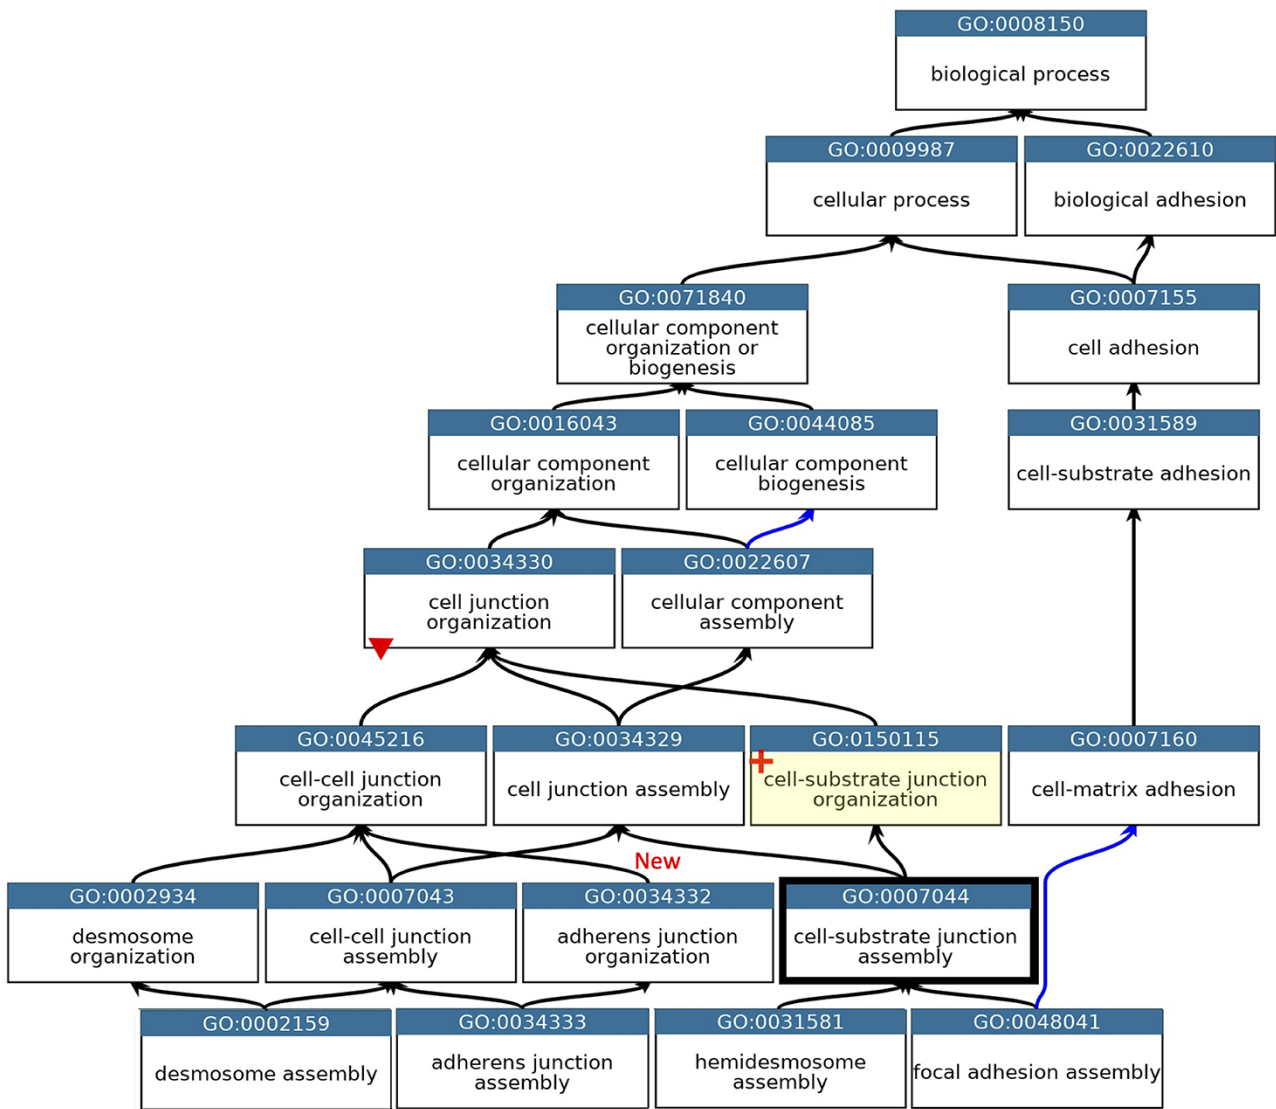 GO:0008150
biological process
GO:0009987
cellular process
GO:0022610
biological adhesion
GO:0071840
cellular component
organization or
biogenesis
GO:0007155
cell adhesion
GO:0016043
cellular component
organization
GO:0044085
cellular component
biogenesis
GO:0031589
cell-substrate adhesion
GO:0034330
cell junction
organization
GO:0022607
cellular component
assembly
GO:0045216
cell-cell junction
organization
GO:0034329
cell junction assembly
GO:0150115
cell-substrate junction
organization
GO:0007160
cell-matrix adhesion
New
GO:0002934
desmosome
organization
GO:0007043
cell-cell junction
assembly
GO:0034332
adherens junction
organization
GO:0007044
cell-substrate junction
assembly
GO:0002159
desmosome assembly
GO:0034333
adherens junction
assembly
GO:0031581
hemidesmosome
assembly
GO:0048041
focal adhesion assembly